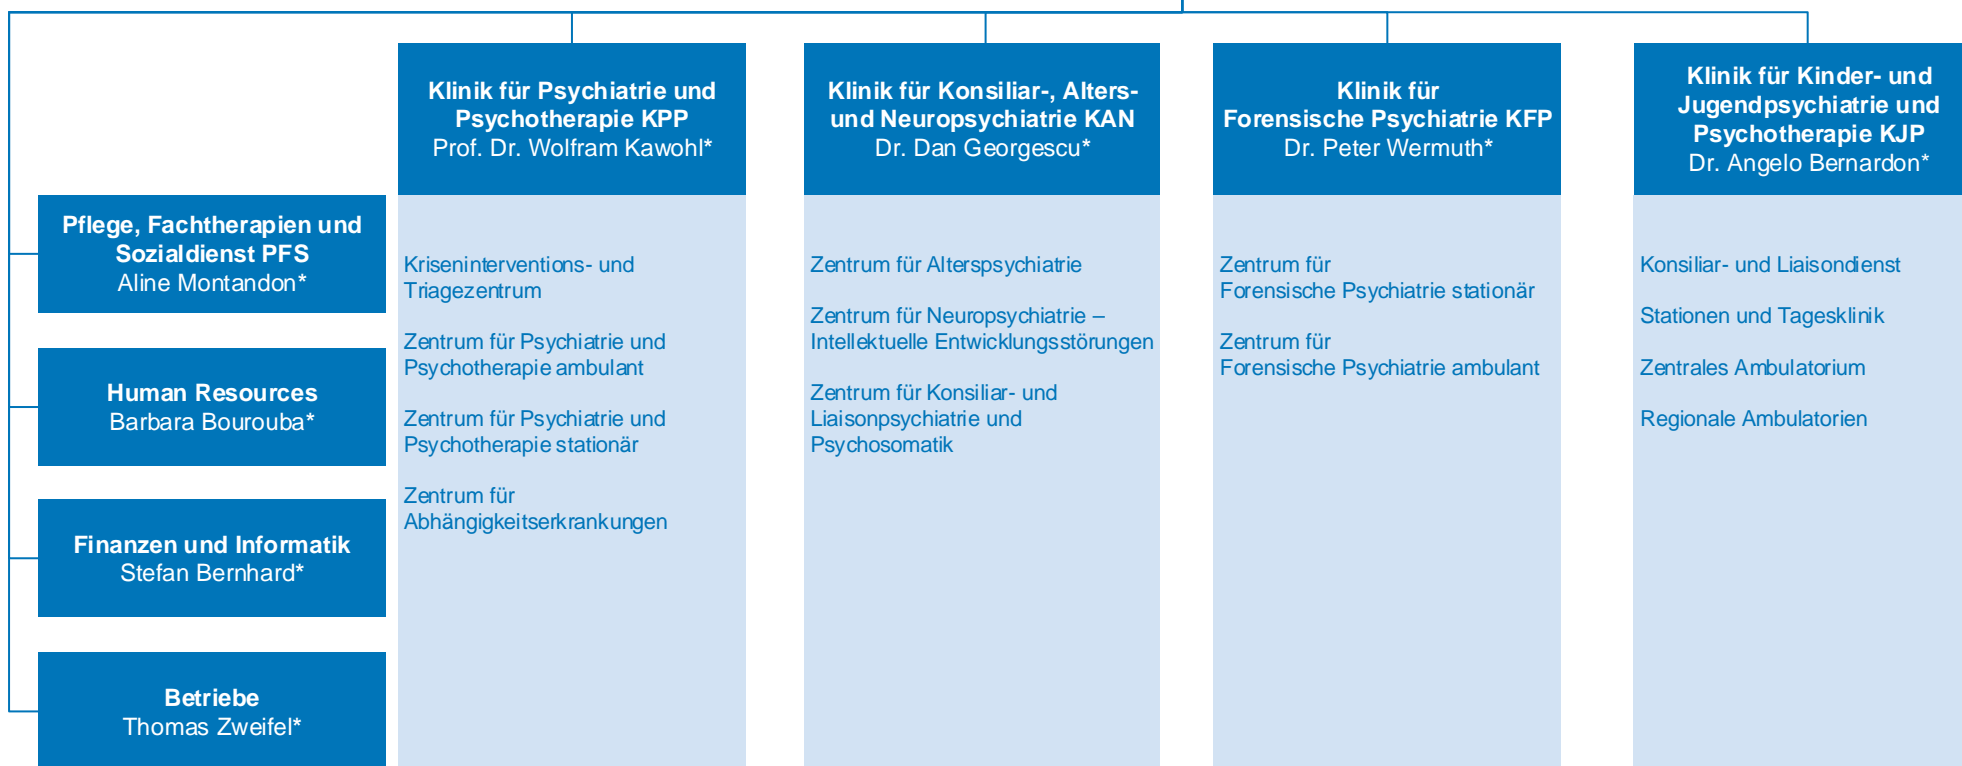 Klinik für Psychiatrie und
Psychotherapie KPP
Prof. Dr. Wolfram Kawohl*
Klinik für Konsiliar-, Alters-
und Neuropsychiatrie KAN
Dr. Dan Georgescu*
Klinik für
Forensische Psychiatrie KFP
Dr. Peter Wermuth*
Klinik für Kinder- und
Jugendpsychiatrie und
Psychotherapie KJP
Dr. Angelo Bernardon*
Pflege, Fachtherapien und
Sozialdienst PFS
Aline Montandon*
Human Resources
Barbara Bourouba*
Finanzen und Informatik
Stefan Bernhard*
Betriebe
Thomas Zweifel*
Kriseninterventions- und
Triagezentrum
Zentrum für Psychiatrie und
Psychotherapie ambulant
Zentrum für Psychiatrie und
Psychotherapie stationär
Zentrum für
Abhängigkeitserkrankungen
Zentrum für Alterspsychiatrie
Zentrum für Neuropsychiatrie –
Intellektuelle Entwicklungsstörungen
Zentrum für Konsiliar- und
Liaisonpsychiatrie und
Psychosomatik
Zentrum für
Forensische Psychiatrie stationär
Zentrum für
Forensische Psychiatrie ambulant
Konsiliar- und Liaisondienst
Stationen und Tagesklinik
Zentrales Ambulatorium
Regionale Ambulatorien